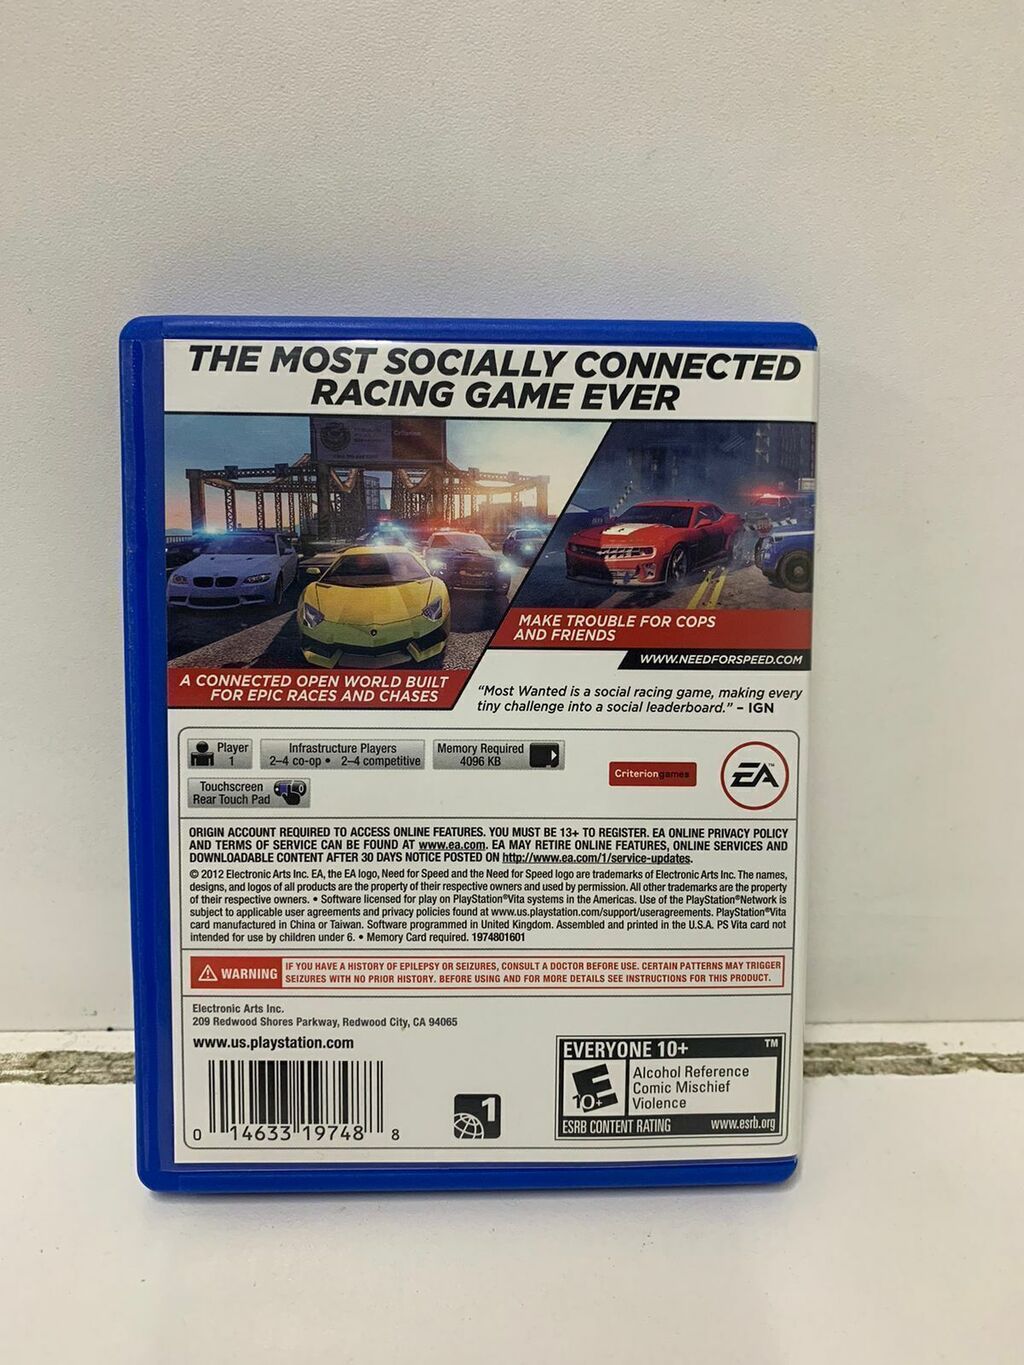 THE MOST SOCIALLY CONNECTED
RACING GAME EVER
Criterion
A CONNECTED OPEN WORLD BUILT
FOR EPIC RACES AND CHASES
MAKE TROUBLE FOR COPS
AND FRIENDS
WWW.NEEDFORSPEED.COM
“Most Wanted is a social racing game, making every
tiny challenge into a social leaderboard.” – IGN
Player
1
Infrastructure Players
2–4 co-op • 2–4 competitive
Memory Required
4096 KB
Touchscreen
Rear Touch Pad
Criteriongames
EA™
ORIGIN ACCOUNT REQUIRED TO ACCESS ONLINE FEATURES. YOU MUST BE 13+ TO REGISTER. EA ONLINE PRIVACY POLICY
AND TERMS OF SERVICE CAN BE FOUND AT www.ea.com. EA MAY RETIRE ONLINE FEATURES, ONLINE SERVICES AND
DOWNLOADABLE CONTENT AFTER 30 DAYS NOTICE POSTED ON http://www.ea.com/1/service-updates.
© 2012 Electronic Arts Inc. EA, the EA logo, Need for Speed and the Need for Speed logo are trademarks of Electronic Arts Inc. The names,
designs, and logos of all products are the property of their respective owners and used by permission. All other trademarks are the property
of their respective owners. • Software licensed for play on PlayStation®Vita systems in the Americas. Use of the PlayStation®Network is
subject to applicable user agreements and privacy policies found at www.us.playstation.com/support/useragreements. PlayStation®Vita
card manufactured in China or Taiwan. Software programmed in United Kingdom. Assembled and printed in the U.S.A. PS Vita card not
intended for use by children under 6. • Memory Card required. 1974801601
WARNING
IF YOU HAVE A HISTORY OF EPILEPSY OR SEIZURES, CONSULT A DOCTOR BEFORE USE. CERTAIN PATTERNS MAY TRIGGER
SEIZURES WITH NO PRIOR HISTORY. BEFORE USING AND FOR MORE DETAILS SEE INSTRUCTIONS FOR THIS PRODUCT.
Electronic Arts Inc.
209 Redwood Shores Parkway, Redwood City, CA 94065
www.us.playstation.com
0 14633 19748 8
1
EVERYONE 10+ ™
E
10+
Alcohol Reference
Comic Mischief
Violence
ESRB CONTENT RATING www.esrb.org